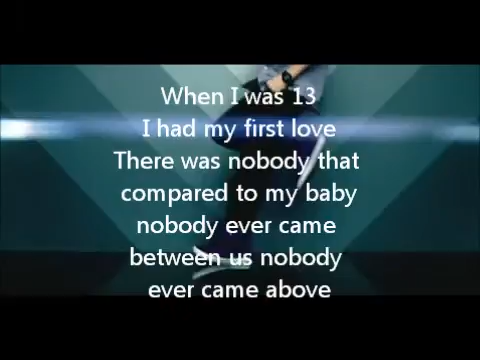 When I was 13
I had my first love
There was nobody that
compared to my baby
nobody ever came
between us nobody
ever came above